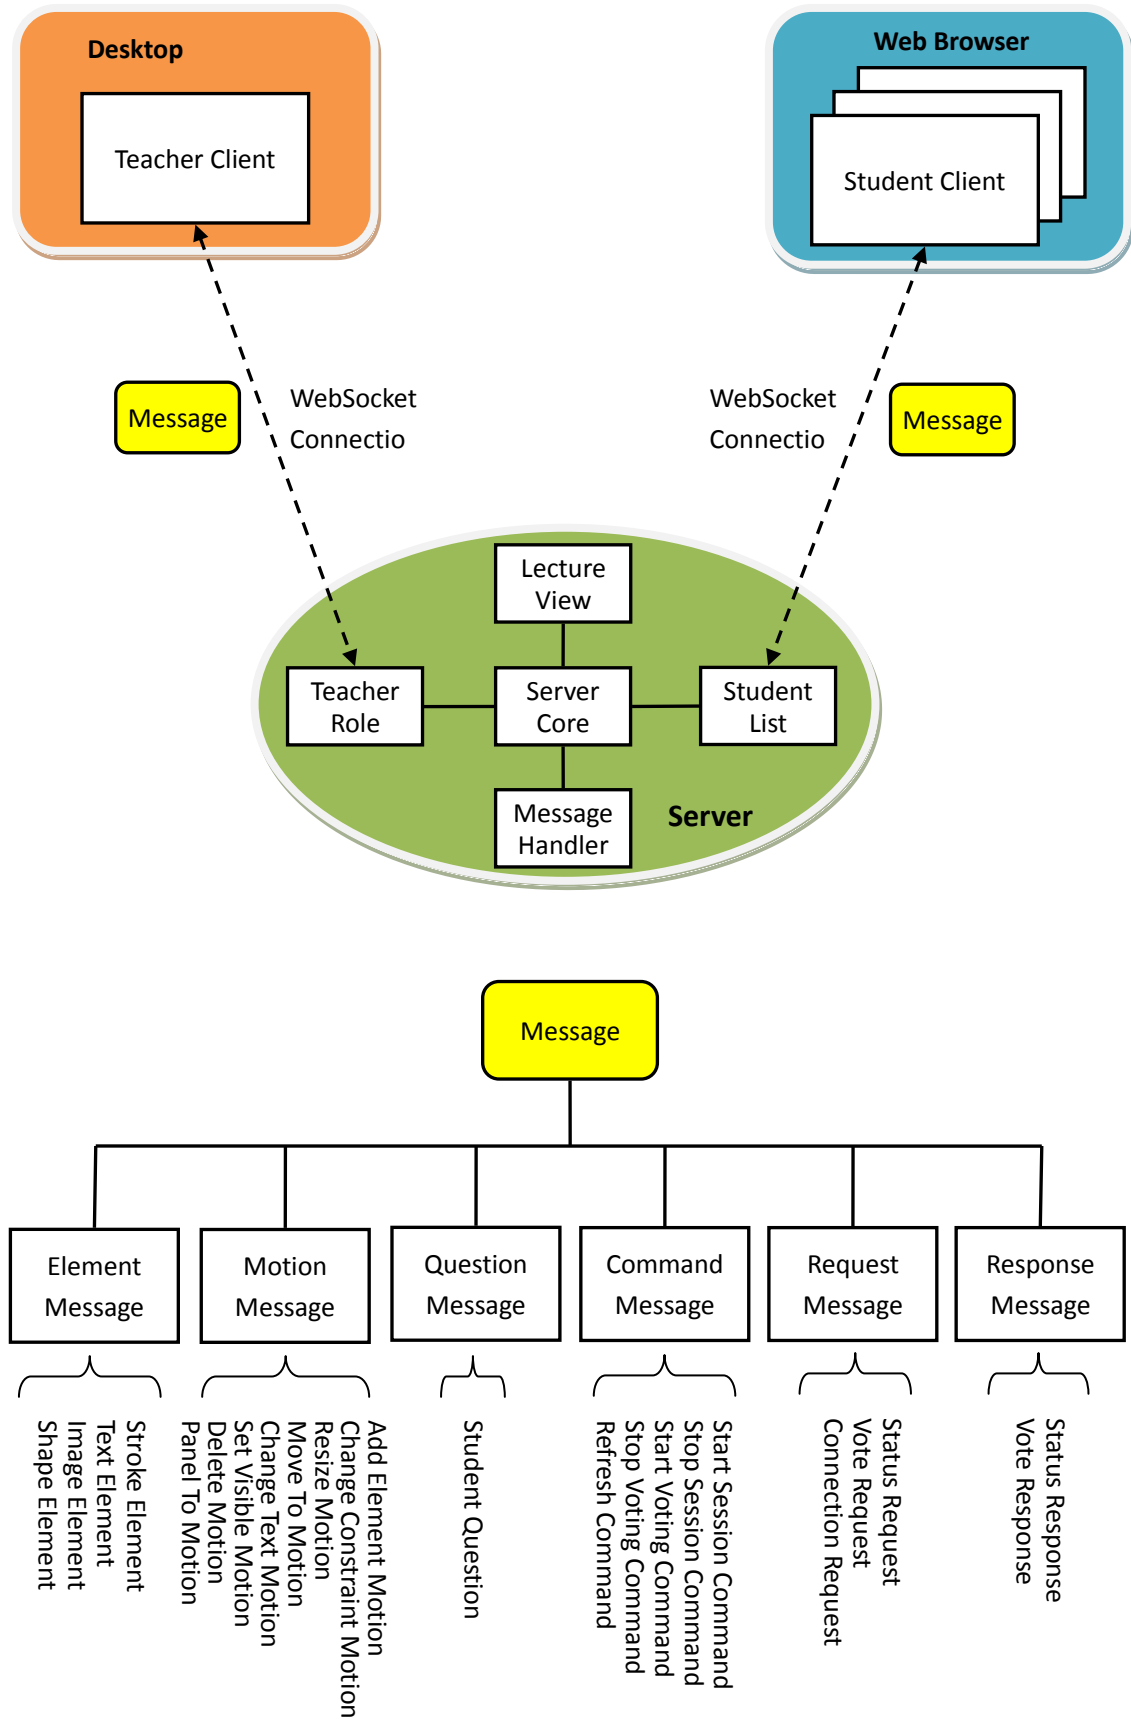 Desktop
Web Browser
Teacher Client
Student Client
Message
WebSocket
Connectio
WebSocket
Connectio
Message
Lecture
View
Teacher
Role
Server
Core
Student
List
Message
Handler
Server
Message
Element
Message
Motion
Message
Question
Message
Command
Message
Request
Message
Response
Message
Stroke Element
Text Element
Image Element
Shape Element
Add Element Motion
Change Constraint Motion
Resize Motion
Move To Motion
Change Text Motion
Set Visible Motion
Delete Motion
Panel To Motion
Student Question
Start Session Command
Stop Session Command
Start Voting Command
Stop Voting Command
Refresh Command
Status Request
Vote Request
Connection Request
Status Response
Vote Response